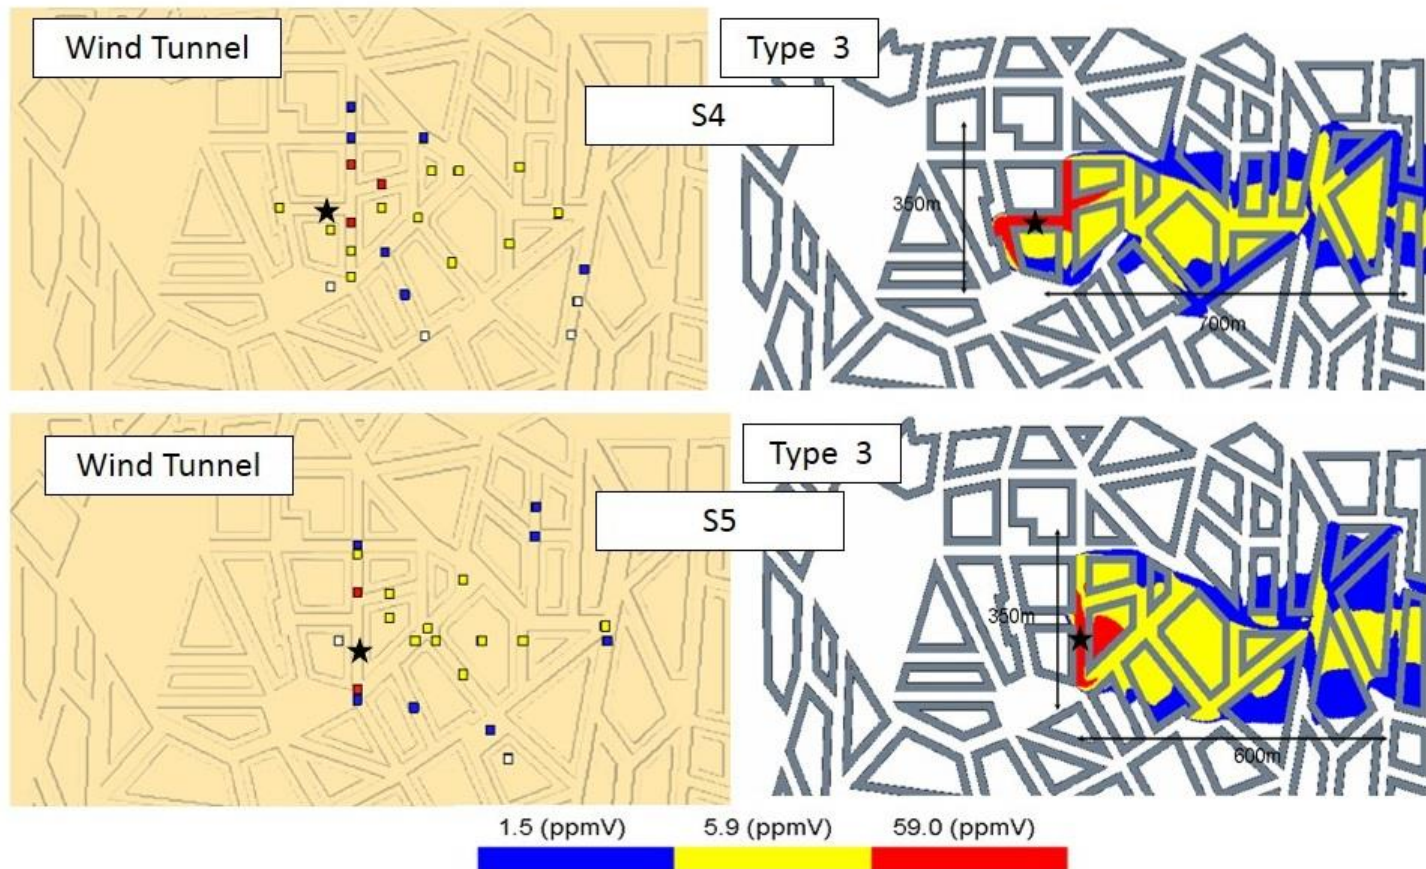 Wind Tunnel
Type 3
S4
350m
700m
Wind Tunnel
Type 3
S5
350m
600m
1.5 (ppmV) 5.9 (ppmV) 59.0 (ppmV)